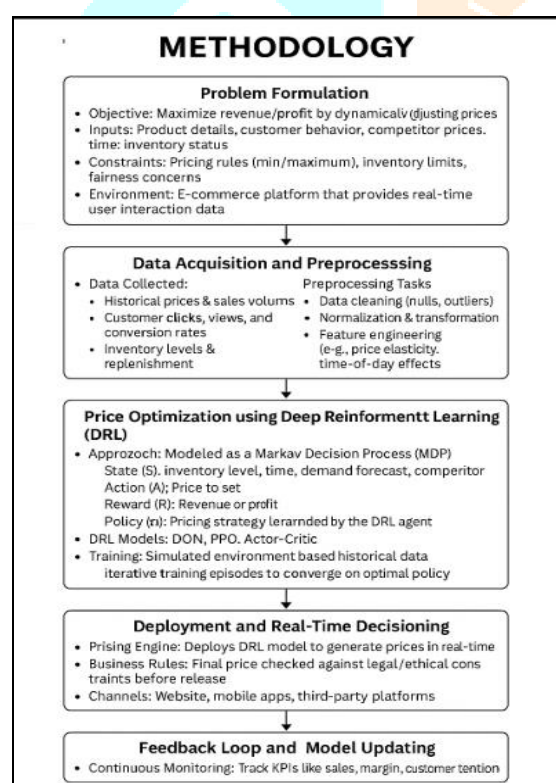 METHODOLOGY
Problem Formulation
• Objective: Maximize revenue/profit by dynamicaliv (djusting prices
• Inputs: Product details, customer behavior, competitor prices.
time: inventory status
• Constraints: Pricing rules (min/maximum), inventory limits,
fairness concerns
• Environment: E-commerce platform that provides real-time
user interaction data
Data Acquisition and Preprocesssing
• Data Collected:
• Historical prices & sales volums
• Customer clicks, views, and
conversion rates
• Inventory levels &
replenishment
Preprocessing Tasks
• Data cleaning (nulls, outliers)
• Normalization & transformation
• Feature engineering
(e-g., price elasticity.
time-of-day effects
Price Optimization using Deep Reinformentt Learning
(DRL)
• Approzoch: Modeled as a Markav Decision Process (MDP)
State (S). inventory level, time, demand forecast, comperitor
Action (A); Price to set
Reward (R): Revenue or profit
Policy (π): Pricing strategy lerarnded by the DRL agent
• DRL Models: DON, PPO. Actor-Critic
• Training: Simulated environment based historical data
iterative training episodes to converge on optimal policy
Deployment and Real-Time Decisioning
• Prising Engine: Deploys DRL model to generate prices in real-time
• Business Rules: Final price checked against legal/ethical cons
traints before release
• Channels: Website, mobile apps, third-party platforms
Feedback Loop and Model Updating
• Continuous Monitoring: Track KPIs like sales, margin, customer tention